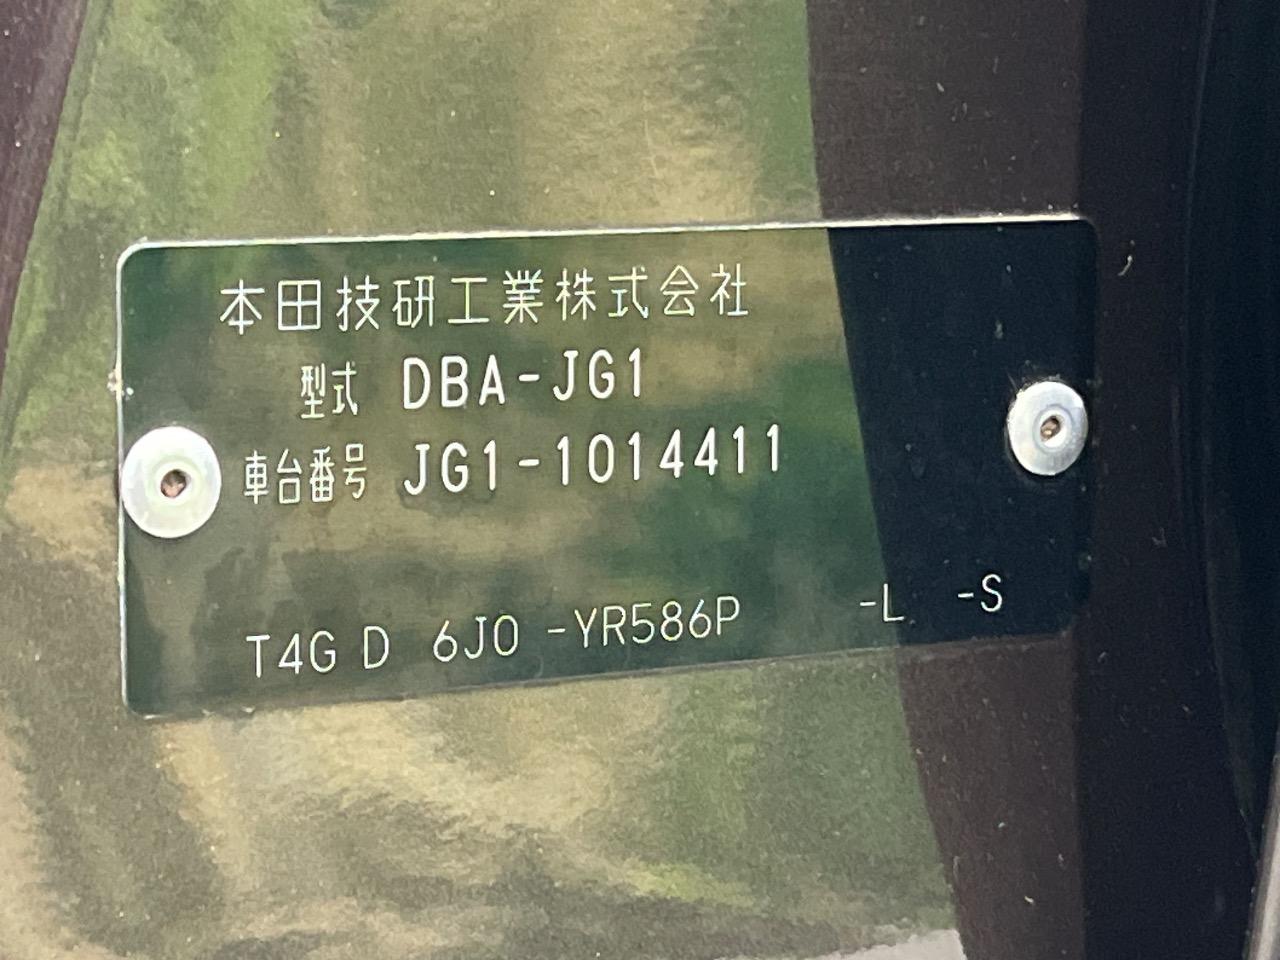 本田技研工業株式会社
型式 DBA-JG1
車台番号 JG1-1014411
T4G D 6J0 -YR586P -L -S